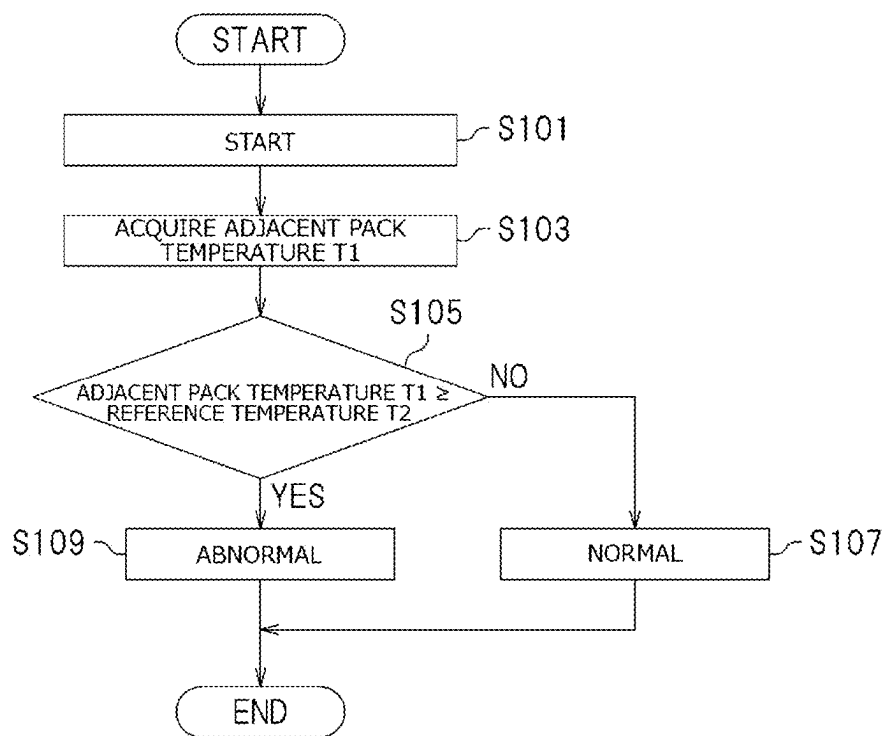 START
START
S101
ACQUIRE ADJACENT PACK
TEMPERATURE T1
S103
S105
ADJACENT PACK TEMPERATURE T1 ≥
REFERENCE TEMPERATURE T2
NO
YES
S109
ABNORMAL
NORMAL
S107
END